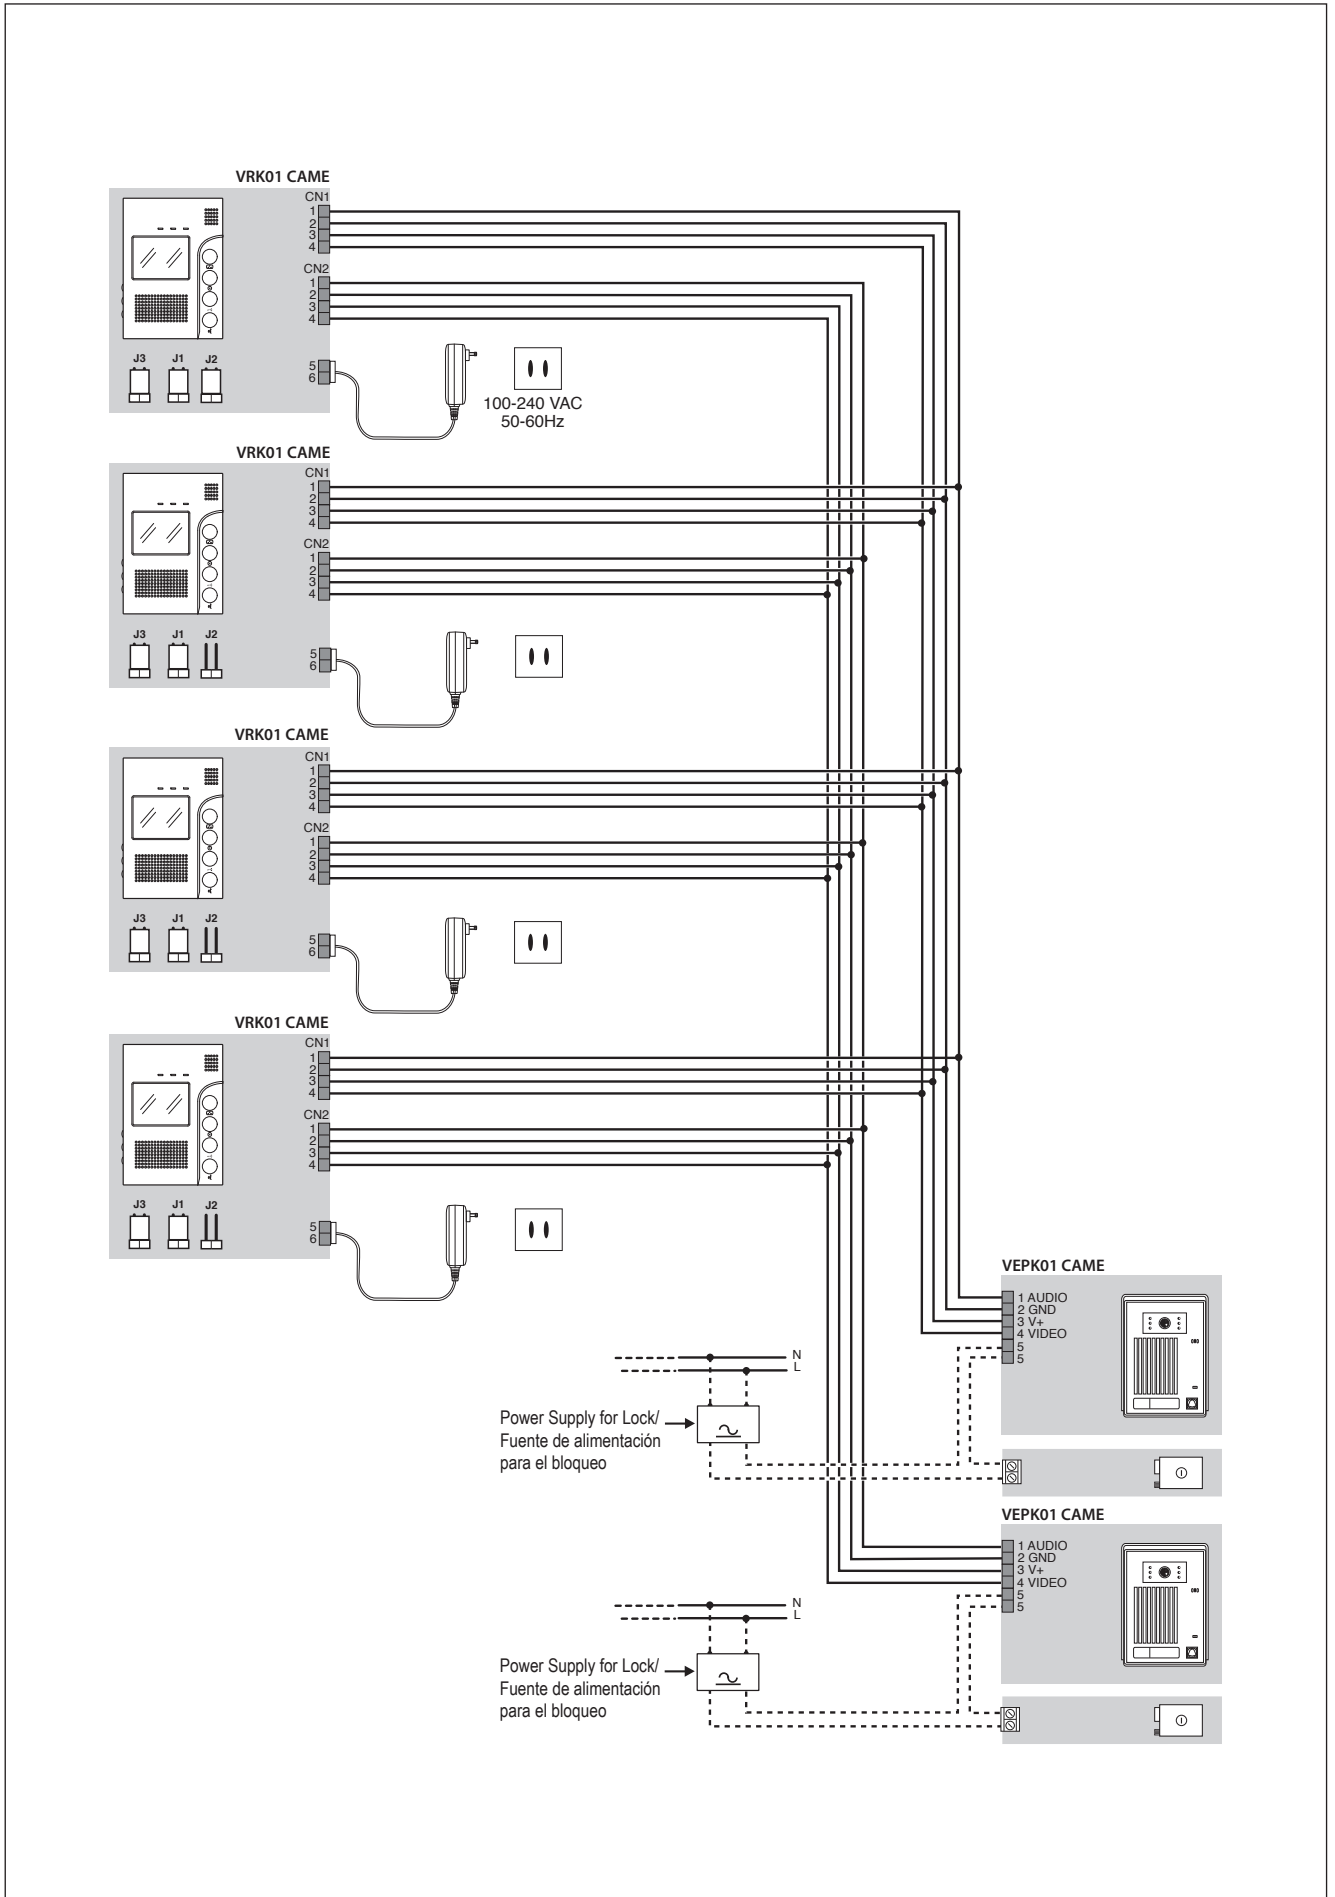 VRK01 CAME
CN1
1
2
3
4
CN2
1
2
3
4
J3 J1 J2
5
6
100-240 VAC
50-60Hz
VRK01 CAME
CN1
1
2
3
4
CN2
1
2
3
4
J3 J1 J2
5
6
VRK01 CAME
CN1
1
2
3
4
CN2
1
2
3
4
J3 J1 J2
5
6
VRK01 CAME
CN1
1
2
3
4
CN2
1
2
3
4
J3 J1 J2
5
6
VEPK01 CAME
1 AUDIO
2 GND
3 V+
4 VIDEO
5
5
N
L
Power Supply for Lock/
Fuente de alimentación
para el bloqueo
VEPK01 CAME
1 AUDIO
2 GND
3 V+
4 VIDEO
5
5
N
L
Power Supply for Lock/
Fuente de alimentación
para el bloqueo